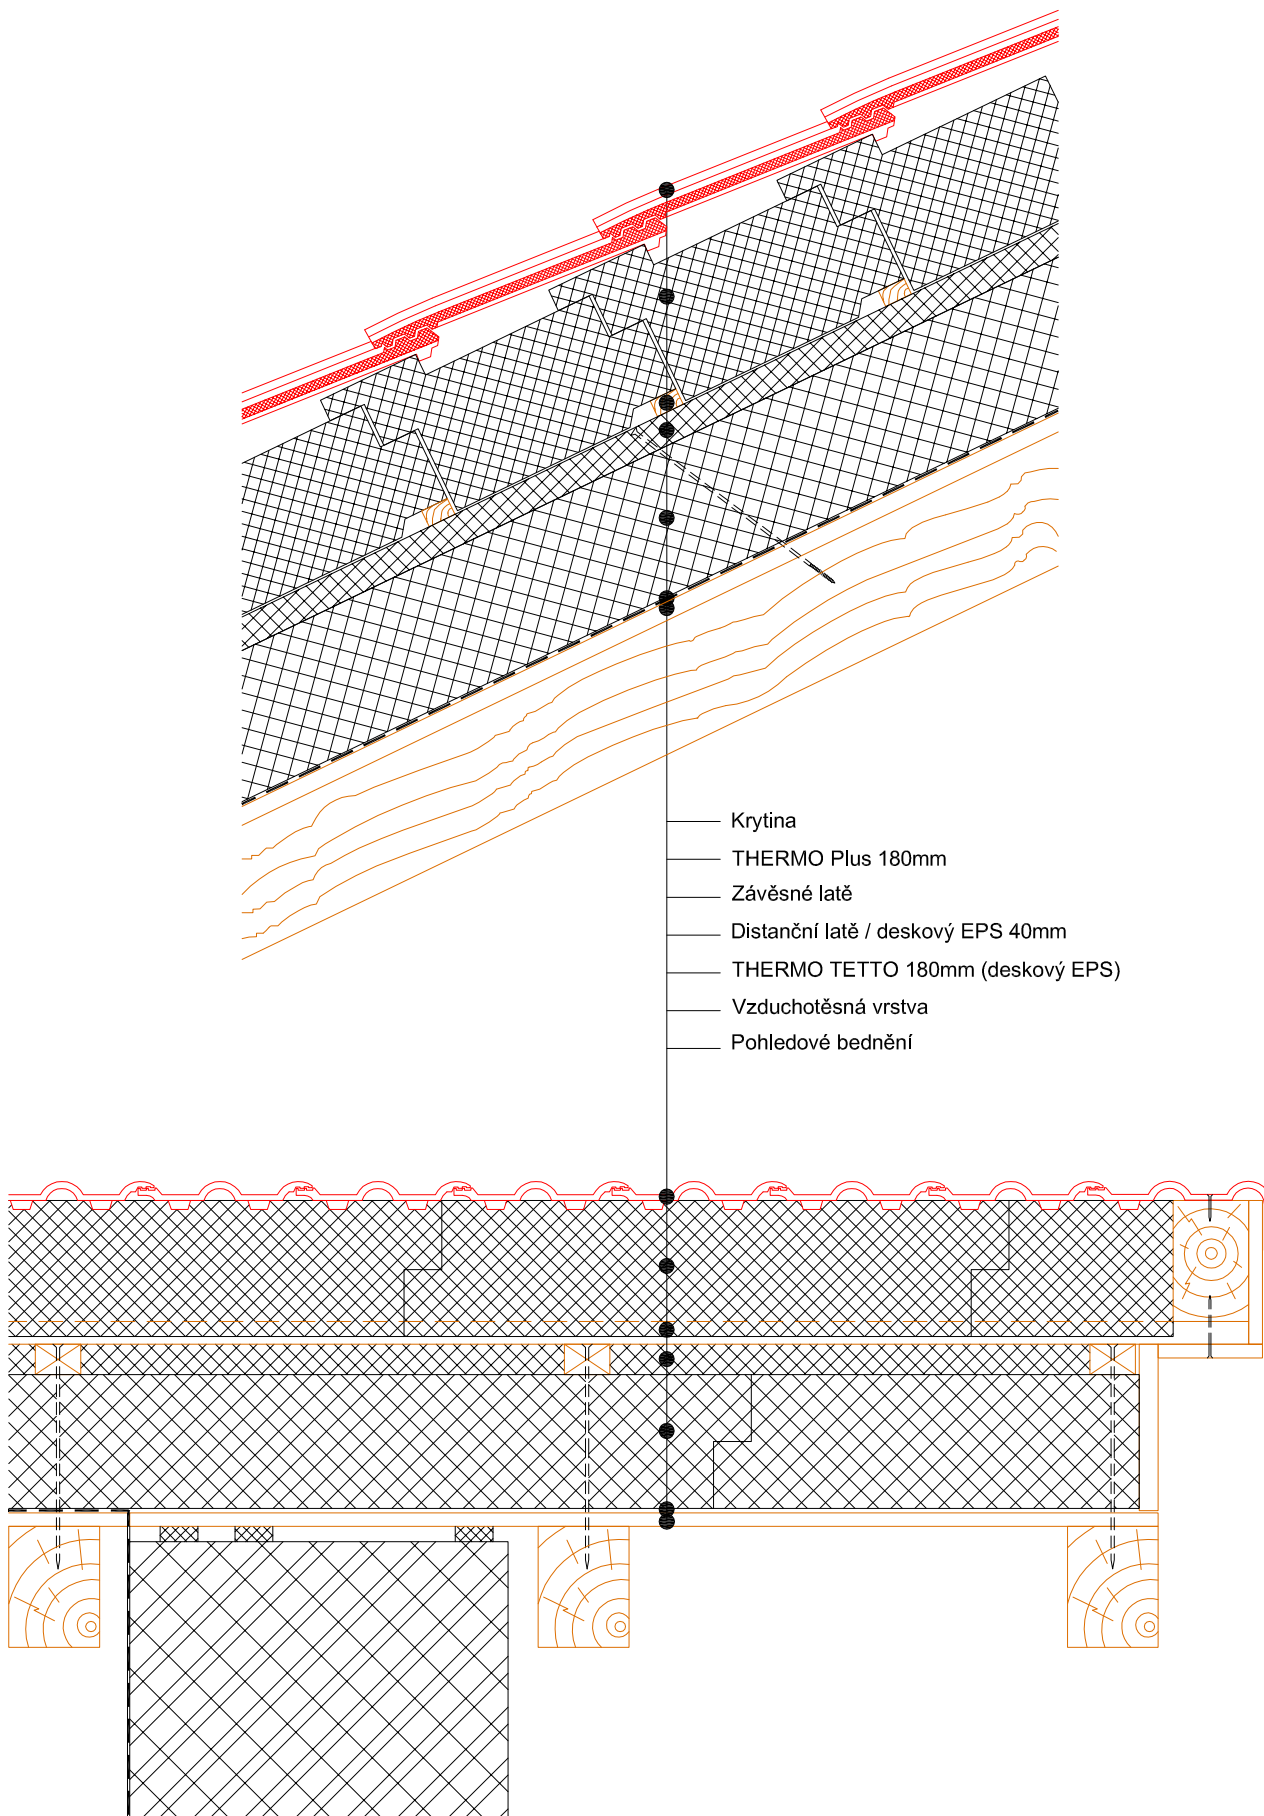 Krytina
THERMO Plus 180mm
Závěsné latě
Distanční latě / deskový EPS 40mm
THERMO TETTO 180mm (deskový EPS)
Vzduchotěsná vrstva
Pohledové bednění